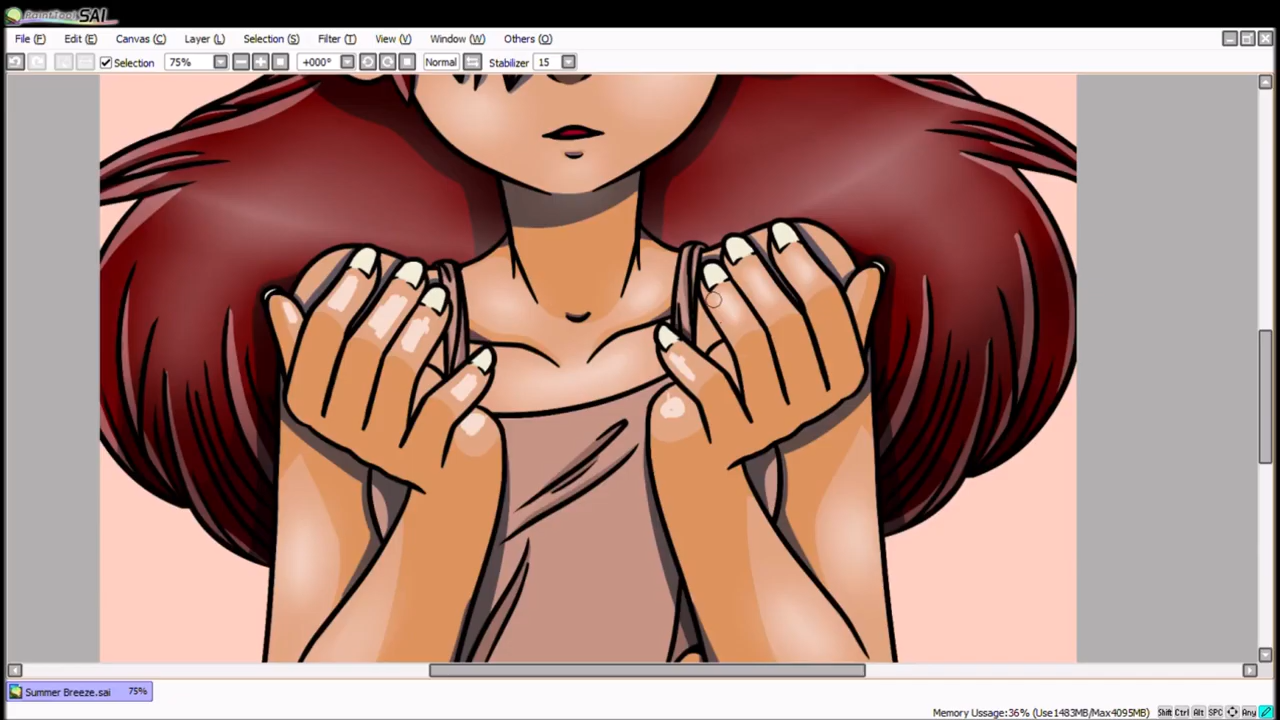 PaintTool SAI
File (F) Edit (E) Canvas (C) Layer (L) Selection (S) Filter (T) View (V) Window (W) Others (O)
Selection 75% +000° Normal Stabilizer 15
Summer Breeze.sai 75%
Memory Ussage:36% (Use1483MB/Max4095MB) Shift Ctrl Alt SPC Any